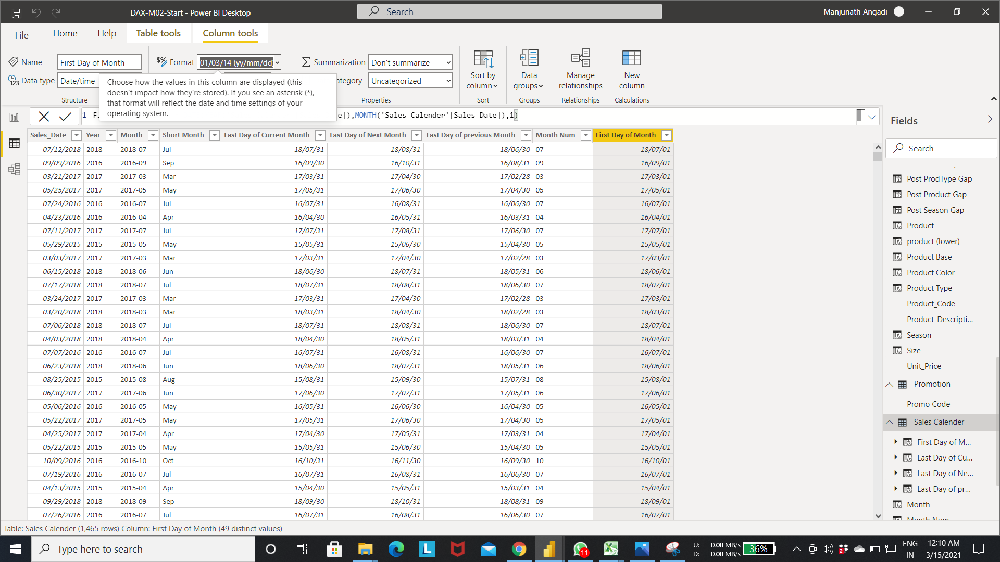 DAX-M02-Start - Power BI Desktop
Search
Manjunath Angadi
File
Home
Help
Table tools
Column tools
Name
First Day of Month
Format
01/03/14 (yy/mm/dd)
Summarization
Don't summarize
Data type
Date/time
ategory
Uncategorized
Structure
Properties
Sort by
column
Sort
Data
groups
Groups
Manage
relationships
Relationships
New
column
Calculations
Choose how the values in this column are displayed (this
doesn't impact how they're stored). If you see an asterisk (*),
that format will reflect the date and time settings of your
operating system.
1 Fi
e]),MONTH('Sales Calender'[Sales_Date]),1)
Sales_Date Year Month Short Month Last Day of Current Month Last Day of Next Month Last Day of previous Month Month Num First Day of Month
07/12/2018 2018 2018-07 Jul 18/07/31 18/08/31 18/06/30 07 18/07/01
09/09/2016 2016 2016-09 Sep 16/09/30 16/10/31 16/08/31 09 16/09/01
03/21/2017 2017 2017-03 Mar 17/03/31 17/04/30 17/02/28 03 17/03/01
05/25/2017 2017 2017-05 May 17/05/31 17/06/30 17/04/30 05 17/05/01
07/24/2016 2016 2016-07 Jul 16/07/31 16/08/31 16/06/30 07 16/07/01
04/23/2016 2016 2016-04 Apr 16/04/30 16/05/31 16/03/31 04 16/04/01
07/11/2017 2017 2017-07 Jul 17/07/31 17/08/31 17/06/30 07 17/07/01
05/29/2015 2015 2015-05 May 15/05/31 15/06/30 15/04/30 05 15/05/01
03/03/2017 2017 2017-03 Mar 17/03/31 17/04/30 17/02/28 03 17/03/01
06/15/2018 2018 2018-06 Jun 18/06/30 18/07/31 18/05/31 06 18/06/01
07/17/2018 2018 2018-07 Jul 18/07/31 18/08/31 18/06/30 07 18/07/01
03/24/2017 2017 2017-03 Mar 17/03/31 17/04/30 17/02/28 03 17/03/01
03/20/2018 2018 2018-03 Mar 18/03/31 18/04/30 18/02/28 03 18/03/01
07/06/2018 2018 2018-07 Jul 18/07/31 18/08/31 18/06/30 07 18/07/01
04/03/2018 2018 2018-04 Apr 18/04/30 18/05/31 18/03/31 04 18/04/01
07/07/2016 2016 2016-07 Jul 16/07/31 16/08/31 16/06/30 07 16/07/01
06/23/2018 2018 2018-06 Jun 18/06/30 18/07/31 18/05/31 06 18/06/01
08/25/2015 2015 2015-08 Aug 15/08/31 15/09/30 15/07/31 08 15/08/01
06/30/2017 2017 2017-06 Jun 17/06/30 17/07/31 17/05/31 06 17/06/01
05/06/2016 2016 2016-05 May 16/05/31 16/06/30 16/04/30 05 16/05/01
05/22/2017 2017 2017-05 May 17/05/31 17/06/30 17/04/30 05 17/05/01
04/25/2017 2017 2017-04 Apr 17/04/30 17/05/31 17/03/31 04 17/04/01
05/22/2015 2015 2015-05 May 15/05/31 15/06/30 15/04/30 05 15/05/01
10/09/2016 2016 2016-10 Oct 16/10/31 16/11/30 16/09/30 10 16/10/01
07/19/2016 2016 2016-07 Jul 16/07/31 16/08/31 16/06/30 07 16/07/01
04/13/2015 2015 2015-04 Apr 15/04/30 15/05/31 15/03/31 04 15/04/01
09/29/2018 2018 2018-09 Sep 18/09/30 18/10/31 18/08/31 09 18/09/01
07/26/2016 2016 2016-07 Jul 16/07/31 16/08/31 16/06/30 07 16/07/01
Fields
Search
Post ProdType Gap
Post Product Gap
Post Season Gap
Product
product (lower)
Product Base
Product Color
Product Type
Product_Code
Product_Descripti...
Season
Size
Unit_Price
Promotion
Promo Code
Sales Calender
First Day of M...
Last Day of Cu...
Last Day of Ne...
Last Day of pr...
Month
Month Num
Table: Sales Calender (1,465 rows) Column: First Day of Month (49 distinct values)
Type here to search
L
11
U: 0.00 MB/s
D: 0.00 MB/s
36%
2
ENG
IN
12:10 AM
3/15/2021